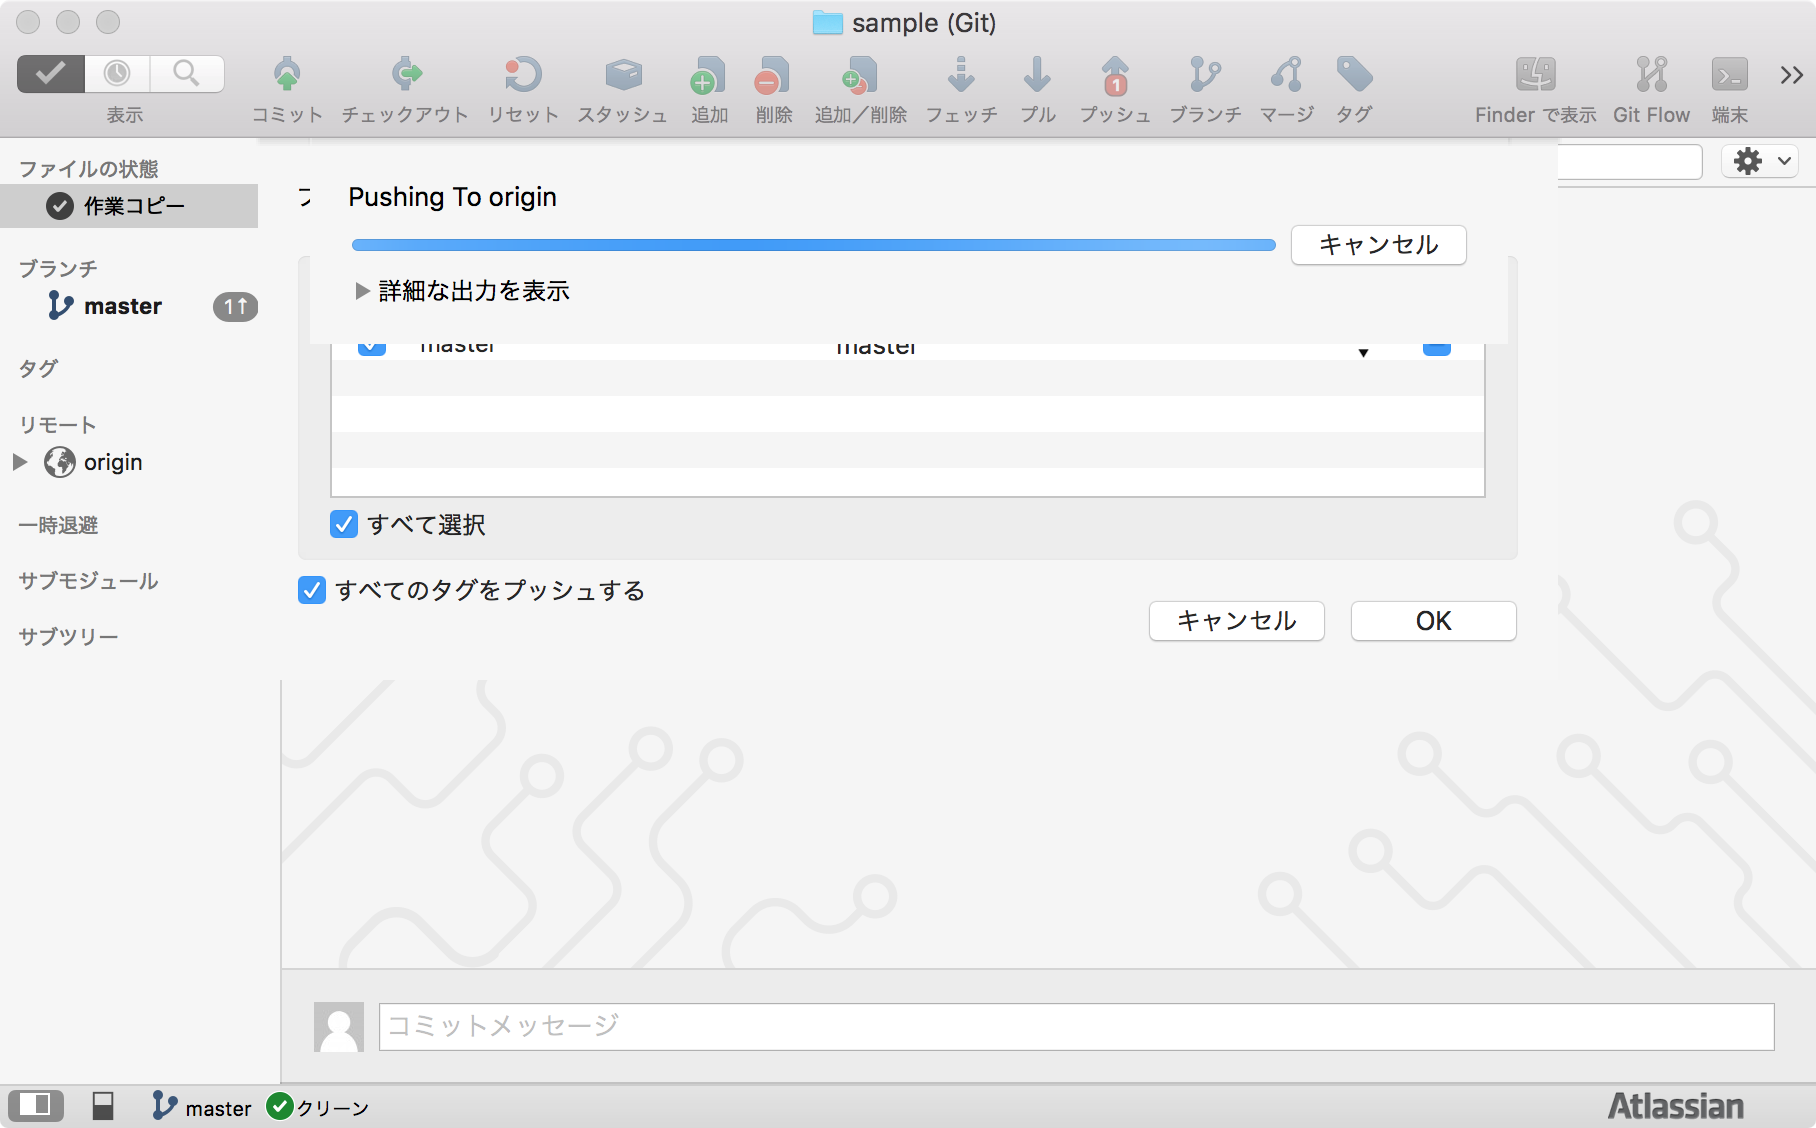 sample (Git)
表示
コミット
チェックアウト
リセット
スタッシュ
追加
削除
追加／削除
フェッチ
プル
1
プッシュ
ブランチ
マージ
タグ
Finder で表示
Git Flow
端末
ファイルの状態
作業コピー
ブランチ
master
1↑
タグ
リモート
origin
一時退避
サブモジュール
サブツリー
Pushing To origin
キャンセル
詳細な出力を表示
master
master
すべて選択
すべてのタグをプッシュする
キャンセル
OK
コミットメッセージ
master
クリーン
Atlassian